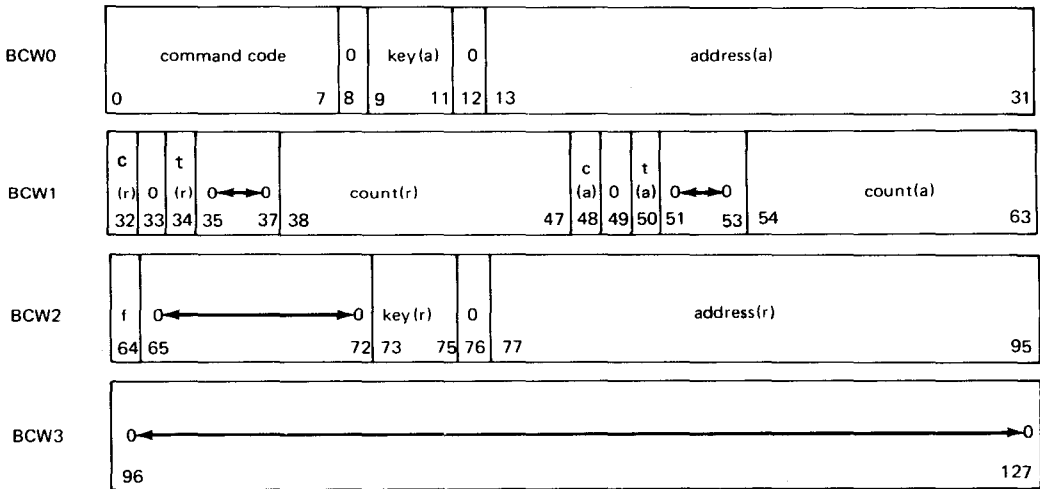 BCW0 command code 0 key(a) 0 address(a)
0 7 8 9 11 12 13 31
c t c t
BCW1 (r) 0 (r) 0 0 count(r) (a) 0 (a) 0 0 count(a)
32 33 34 35 37 38 47 48 49 50 51 53 54 63
BCW2 f 0 0 key(r) 0 address(r)
64 65 72 73 75 76 77 95
BCW3 0 0
96 127